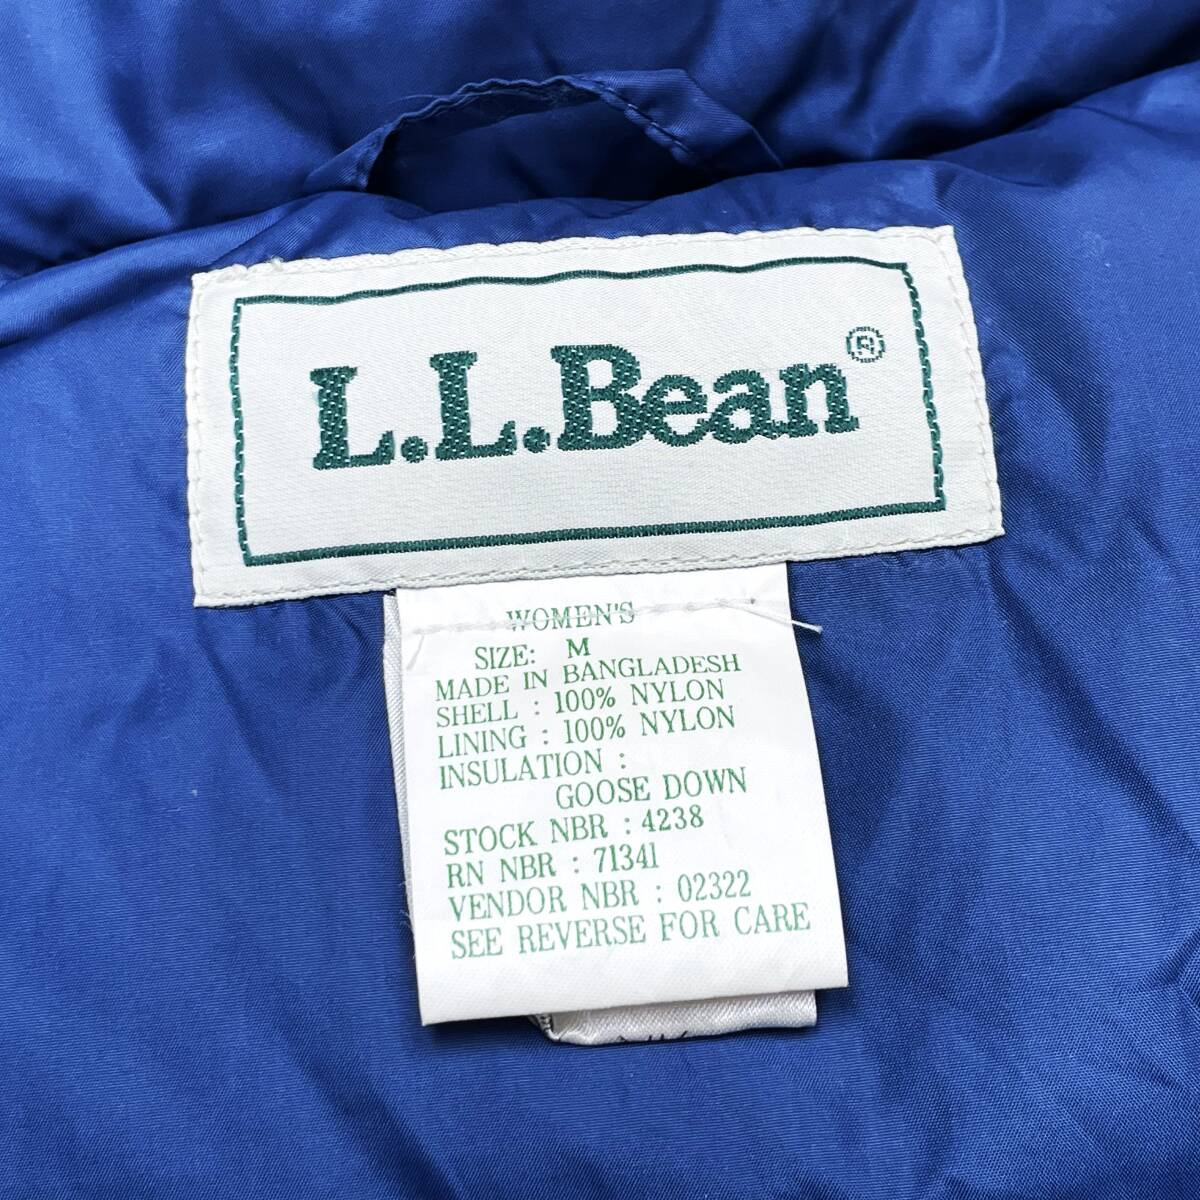 L.L.Bean®
WOMEN'S
SIZE: M
MADE IN BANGLADESH
SHELL : 100% NYLON
LINING : 100% NYLON
INSULATION :
GOOSE DOWN
STOCK NBR : 4238
RN NBR : 71341
VENDOR NBR : 02322
SEE REVERSE FOR CARE